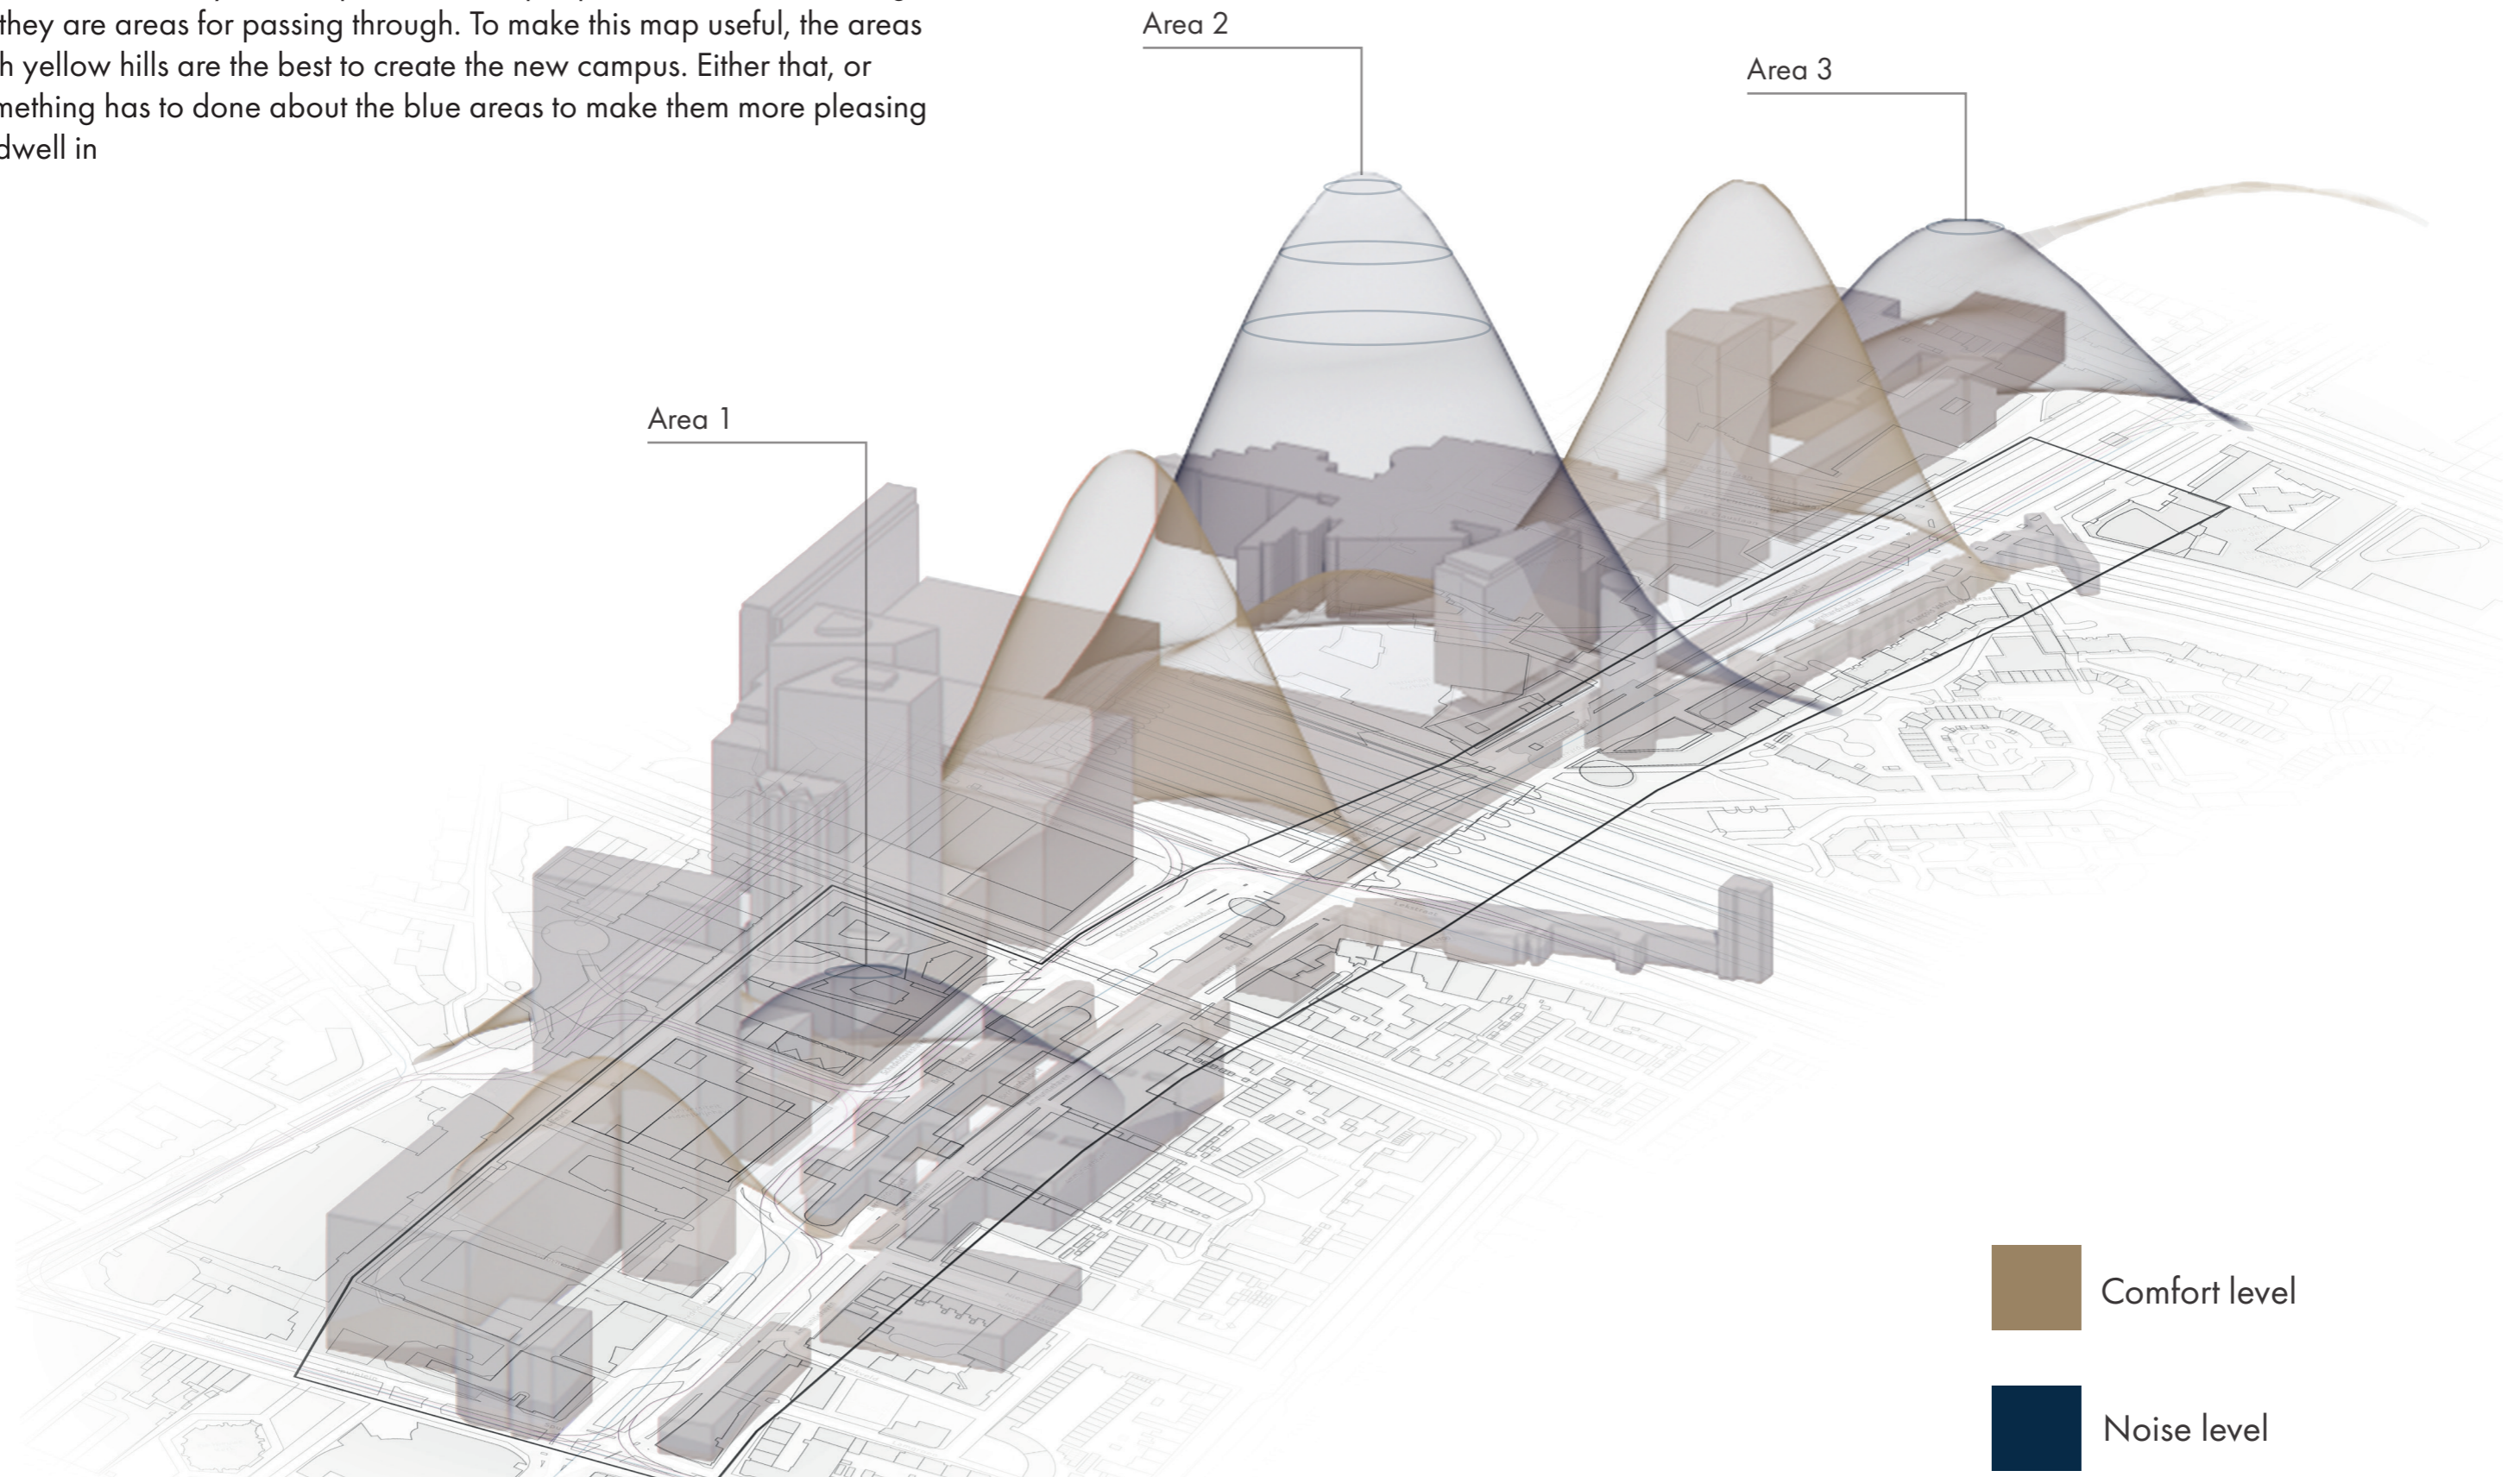 they are areas for passing through. To make this map useful, the areas
h yellow hills are the best to create the new campus. Either that, or
mething has to done about the blue areas to make them more pleasing
dwell in
Area 2
Area 3
Area 1
Comfort level
Noise level